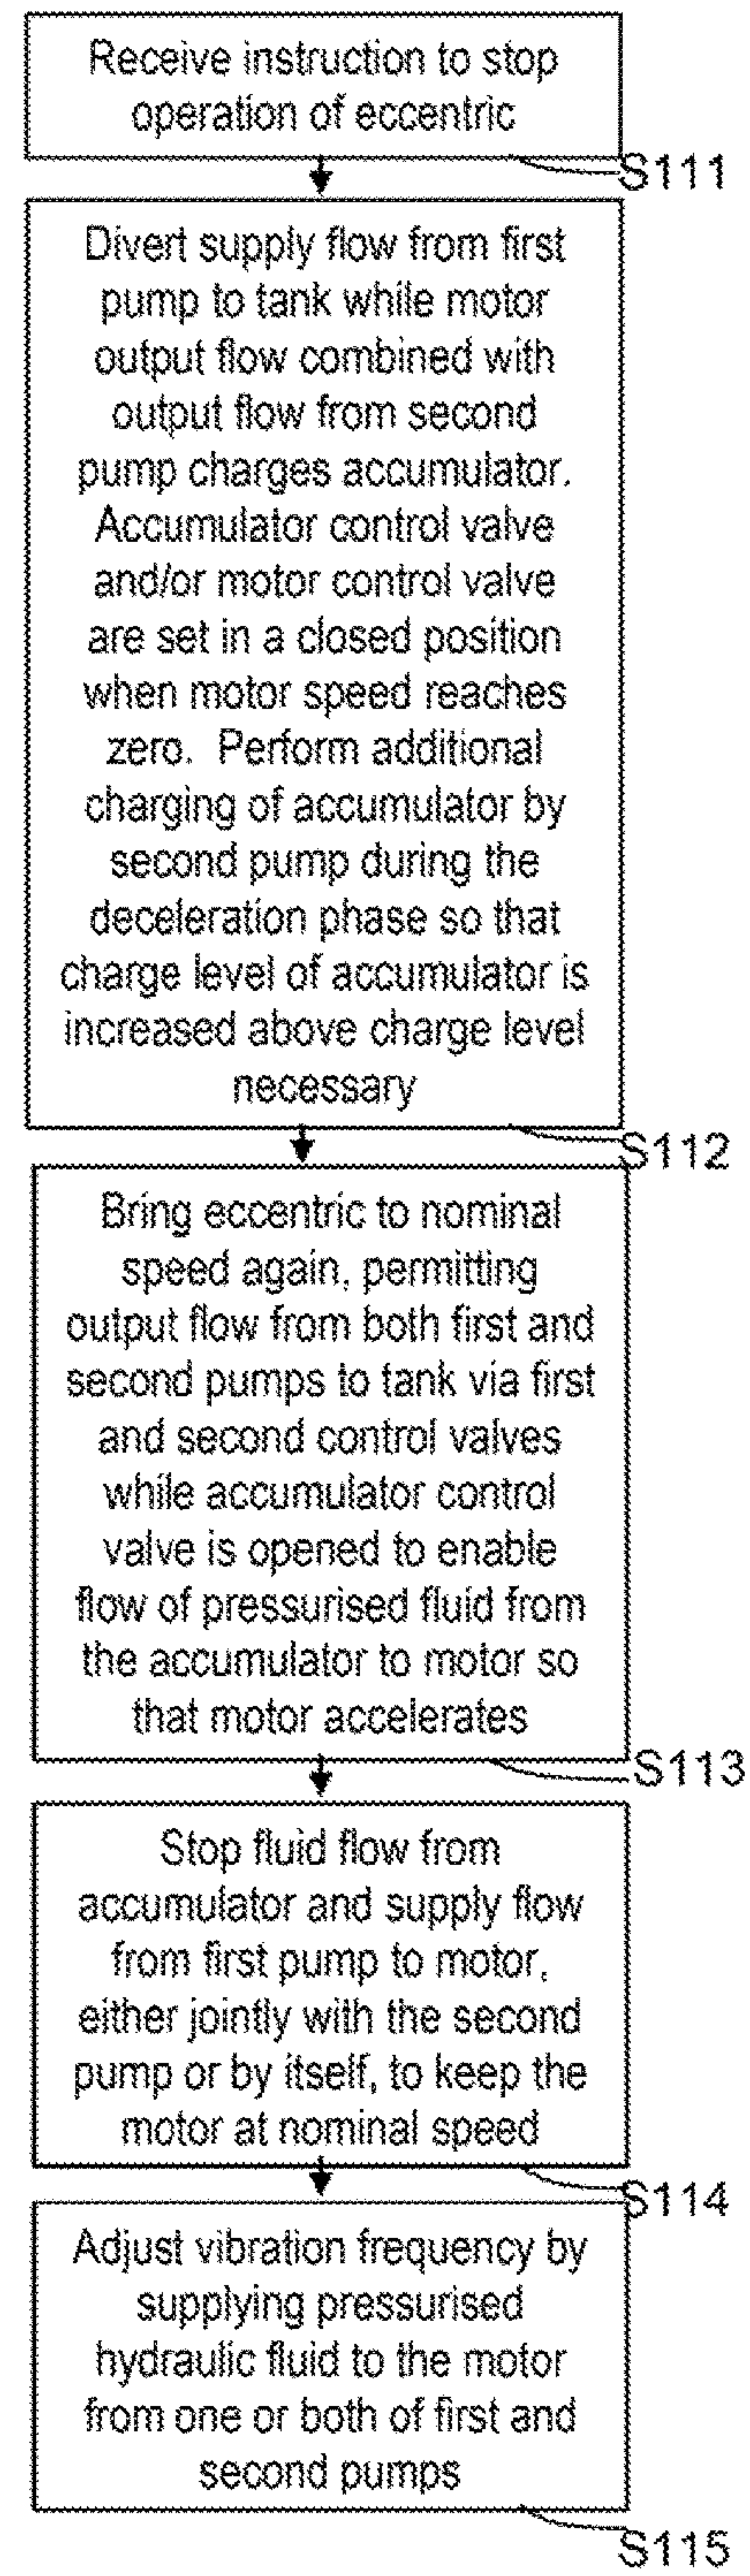 Receive instruction to stop
operation of eccentric
S111
Divert supply flow from first
pump to tank while motor
output flow combined with
output flow from second
pump charges accumulator.
Accumulator control valve
and/or motor control valve
are set in a closed position
when motor speed reaches
zero. Perform additional
charging of accumulator by
second pump during the
deceleration phase so that
charge level of accumulator is
increased above charge level
necessary
S112
Bring eccentric to nominal
speed again, permitting
output flow from both first and
second pumps to tank via first
and second control valves
while accumulator control
valve is opened to enable
flow of pressurised fluid from
the accumulator to motor so
that motor accelerates
S113
Stop fluid flow from
accumulator and supply flow
from first pump to motor,
either jointly with the second
pump or by itself, to keep the
motor at nominal speed
S114
Adjust vibration frequency by
supplying pressurised
hydraulic fluid to the motor
from one or both of first and
second pumps
S115